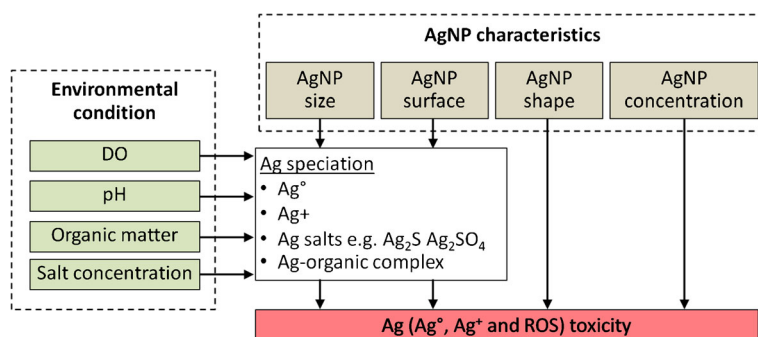 AgNP characteristics
AgNP
size
AgNP
surface
AgNP
shape
AgNP
concentration
Environmental
condition
DO
pH
Organic matter
Salt concentration
Ag speciation
• Ag°
• Ag+
• Ag salts e.g. Ag₂S Ag₂SO₄
• Ag-organic complex
Ag (Ag°, Ag⁺ and ROS) toxicity